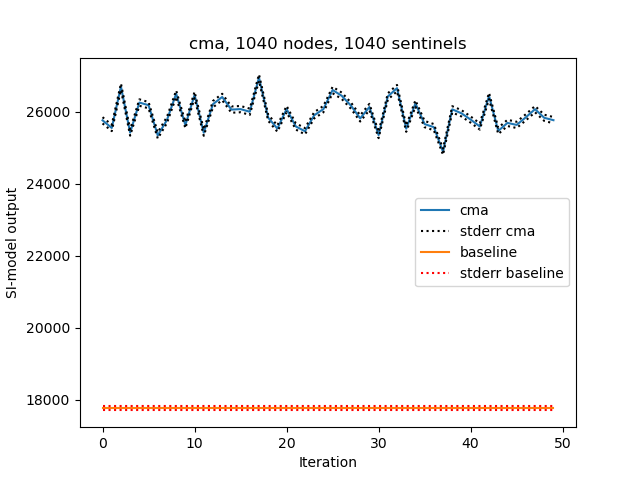 cma, 1040 nodes, 1040 sentinels
SI-model output
26000
24000
22000
20000
18000
cma
stderr cma
baseline
stderr baseline
0 10 20 30 40 50
Iteration